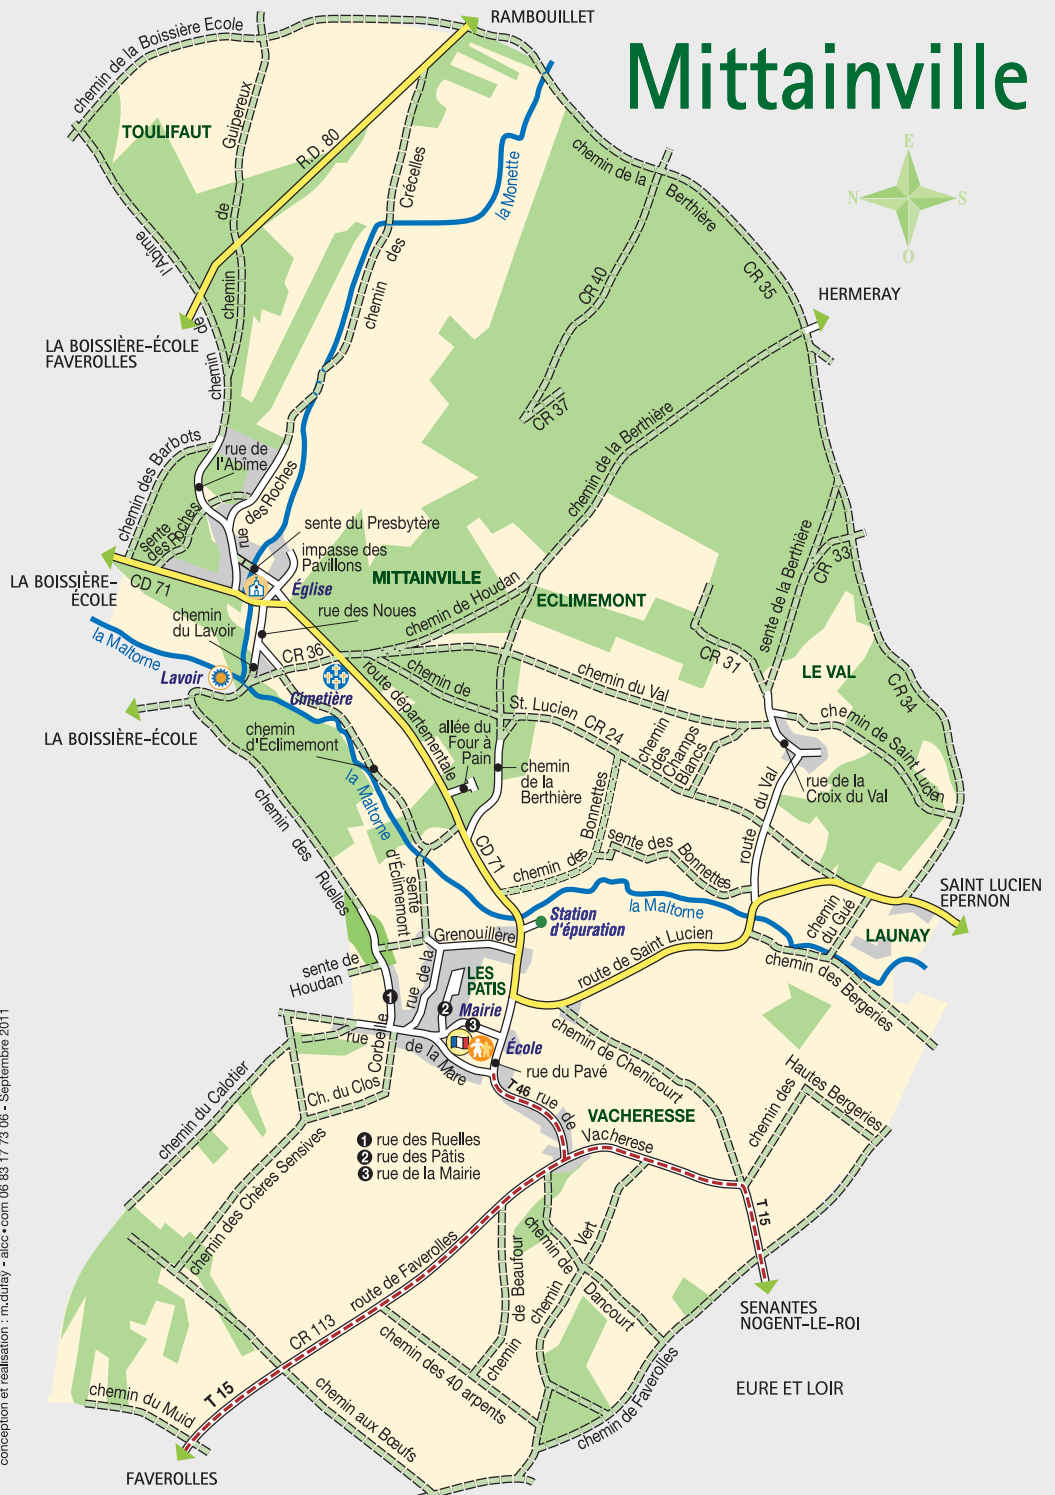 RAMBOUILLET
Mittainville
chemin de la Boissière Ecole
TOULIFAUT
chemin de Guipereux
R.D. 80
chemin des Crécelles
la Monette
chemin de la Berthière
E
N
S
O
CR 40
CR 35
HERMERAY
chemin de l'Abîme
LA BOISSIÈRE-ÉCOLE
FAVEROLLES
CR 37
chemin de la Berthière
chemin des Barbots
rue de
l'Abîme
rue des Roches
sente
des Roches
sente du Presbytère
impasse des
Pavillons
MITTAINVILLE
LA BOISSIÈRE-
ÉCOLE
CD 71
Église
chemin de Houdan
ECLIMEMONT
sente de la Berthière
CR 33
chemin
du Lavoir
rue des Noues
la Maltorne
CR 36
Lavoir
Cimetière
CR 31
LE VAL
CR34
chemin du Val
chemin de St. Lucien CR 24
route départementale
LA BOISSIÈRE-ÉCOLE
chemin
d'Éclimemont
allée du
Four à
Pain
chemin
de la
Berthière
chemin
des
Champs
Blancs
chemin de Saint Lucien
rue de la
Croix du Val
la Maltorne
chemin des Ruelles
route du Val
CD 71
chemin des Bonnettes
sente des Bonnettes
sente
d'Éclimemont
SAINT LUCIEN
EPERNON
la Maltorne
Station
d'épuration
chemin
du Gué
LAUNAY
rue de la Grenouillère
route de Saint Lucien
chemin des Bergeries
sente de
Houdan
LES
PATIS
1
2
Mairie
3
École
rue du Pavé
rue de la Mare
Corbeille
Ch. du Clos
chemin du Calotier
chemin de Chenicourt
chemin des Hautes Bergeries
T 46
rue de Vacherese
VACHERESSE
1 rue des Ruelles
2 rue des Pâtis
3 rue de la Mairie
chemin des Chères Sensives
T 15
route de Faverolles
CR 113
T 15
chemin de Beaufour
chemin Vert
chemin de Dancourt
SENANTES
NOGENT-LE-ROI
chemin des 40 arpents
chemin de Faverolles
EURE ET LOIR
chemin du Muid
chemin aux Bœufs
FAVEROLLES
conception et réalisation : m.dufay - alcc • com 06 83 17 73 06 - Septembre 2011